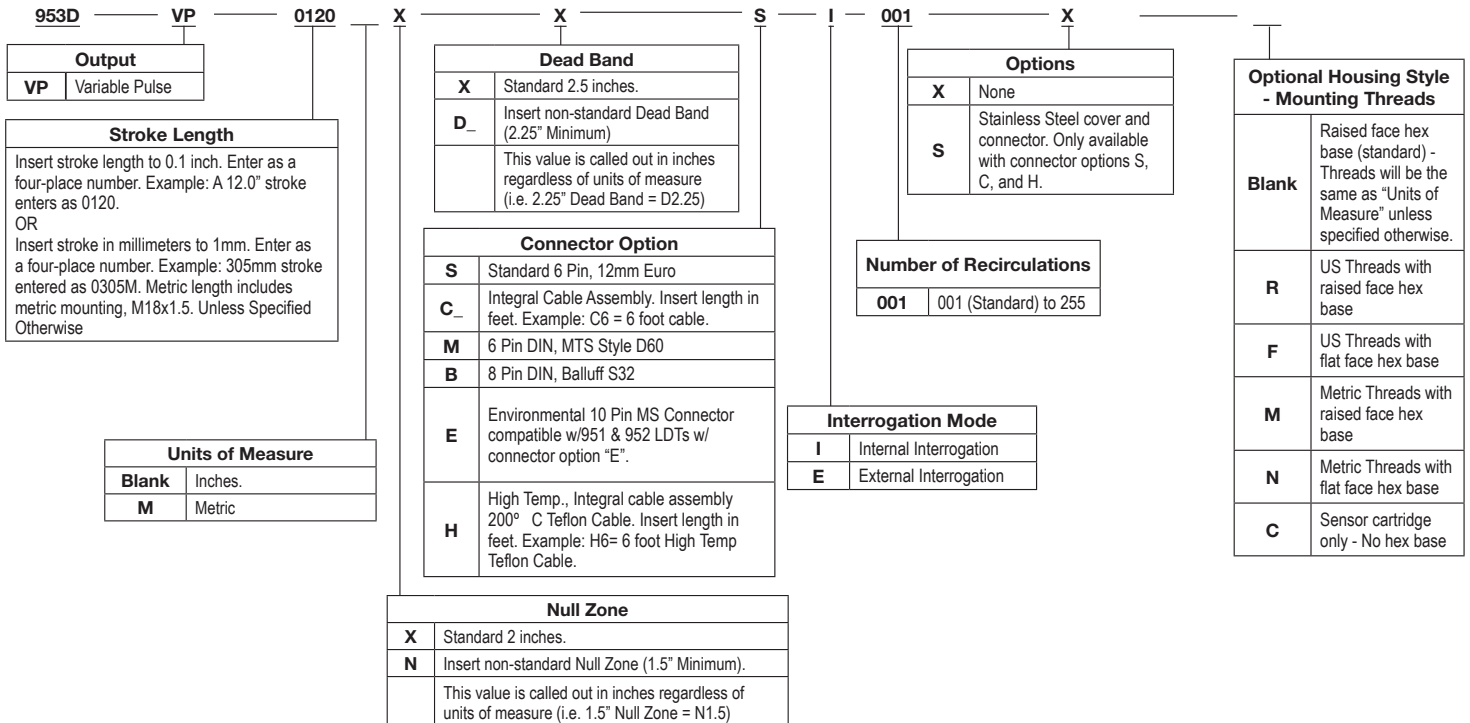 953D VP 0120 X X S I 001 X
Output
VP Variable Pulse
Stroke Length
Insert stroke length to 0.1 inch. Enter as a
four-place number. Example: A 12.0” stroke
enters as 0120.
OR
Insert stroke in millimeters to 1mm. Enter as
a four-place number. Example: 305mm stroke
entered as 0305M. Metric length includes
metric mounting, M18x1.5. Unless Specified
Otherwise
Units of Measure
Blank Inches.
M Metric
Dead Band
X Standard 2.5 inches.
D_ Insert non-standard Dead Band
(2.25” Minimum)
This value is called out in inches
regardless of units of measure
(i.e. 2.25” Dead Band = D2.25)
Connector Option
S Standard 6 Pin, 12mm Euro
C_ Integral Cable Assembly. Insert length in
feet. Example: C6 = 6 foot cable.
M 6 Pin DIN, MTS Style D60
B 8 Pin DIN, Balluff S32
E Environmental 10 Pin MS Connector
compatible w/951 & 952 LDTs w/
connector option “E”.
H High Temp., Integral cable assembly
200º C Teflon Cable. Insert length in
feet. Example: H6= 6 foot High Temp
Teflon Cable.
Null Zone
X Standard 2 inches.
N Insert non-standard Null Zone (1.5” Minimum).
This value is called out in inches regardless of
units of measure (i.e. 1.5” Null Zone = N1.5)
Options
X None
S Stainless Steel cover and
connector. Only available
with connector options S,
C, and H.
Number of Recirculations
001 001 (Standard) to 255
Interrogation Mode
I Internal Interrogation
E External Interrogation
Optional Housing Style
- Mounting Threads
Blank Raised face hex
base (standard) -
Threads will be the
same as “Units of
Measure” unless
specified otherwise.
R US Threads with
raised face hex
base
F US Threads with
flat face hex base
M Metric Threads with
raised face hex
base
N Metric Threads with
flat face hex base
C Sensor cartridge
only - No hex base